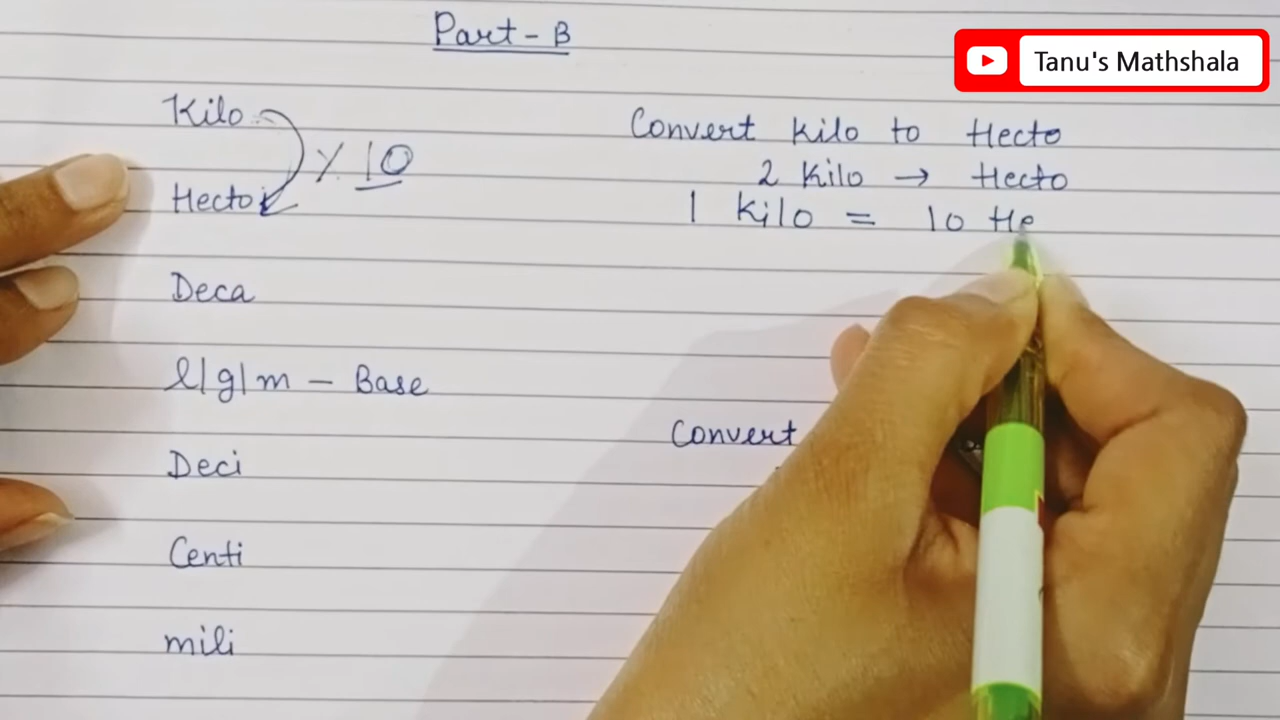 Part - B
Tanu's Mathshala
Kilo
× 10
Hecto
Deca
l/g/m - Base
Deci
Centi
mili
Convert Kilo to Hecto
2 Kilo → Hecto
1 Kilo = 10 He
Convert